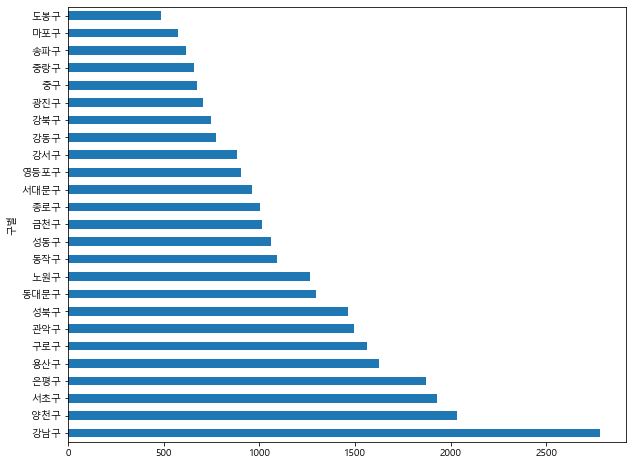 도봉구
마포구
송파구
중랑구
중구
광진구
강북구
강동구
강서구
영등포구
서대문구
종로구
금천구
성동구
동작구
노원구
동대문구
성북구
관악구
구로구
용산구
은평구
서초구
양천구
강남구
구별
0 500 1000 1500 2000 2500